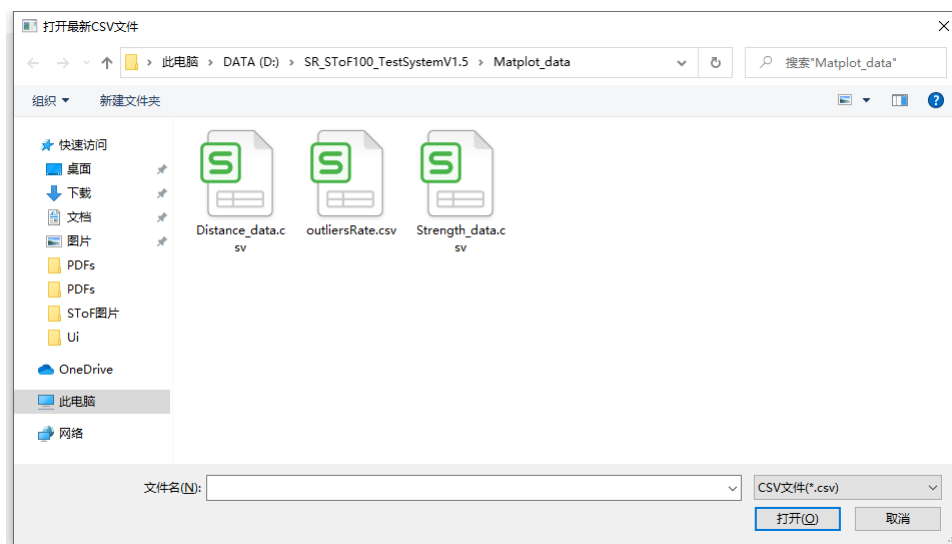 打开最新CSV文件
此电脑 > DATA (D:) > SR_SToF100_TestSystemV1.5 > Matplot_data
搜索"Matplot_data"
组织 新建文件夹
快速访问
桌面
下载
文档
图片
PDFs
PDFs
SToF图片
Ui
OneDrive
此电脑
网络
Distance_data.c
sv
outliersRate.csv
Strength_data.c
sv
文件名(N):
CSV文件(*.csv)
打开(O) 取消